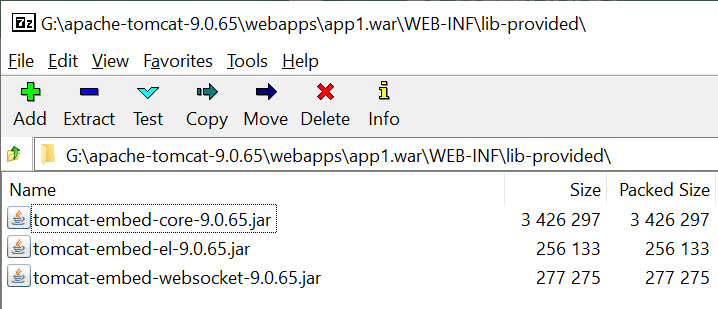 G:\apache-tomcat-9.0.65\webapps\app1.war\WEB-INF\lib-provided\
File Edit View Favorites Tools Help
Add Extract Test Copy Move Delete Info
G:\apache-tomcat-9.0.65\webapps\app1.war\WEB-INF\lib-provided\
Name Size Packed Size
tomcat-embed-core-9.0.65.jar 3 426 297 3 426 297
tomcat-embed-el-9.0.65.jar 256 133 256 133
tomcat-embed-websocket-9.0.65.jar 277 275 277 275